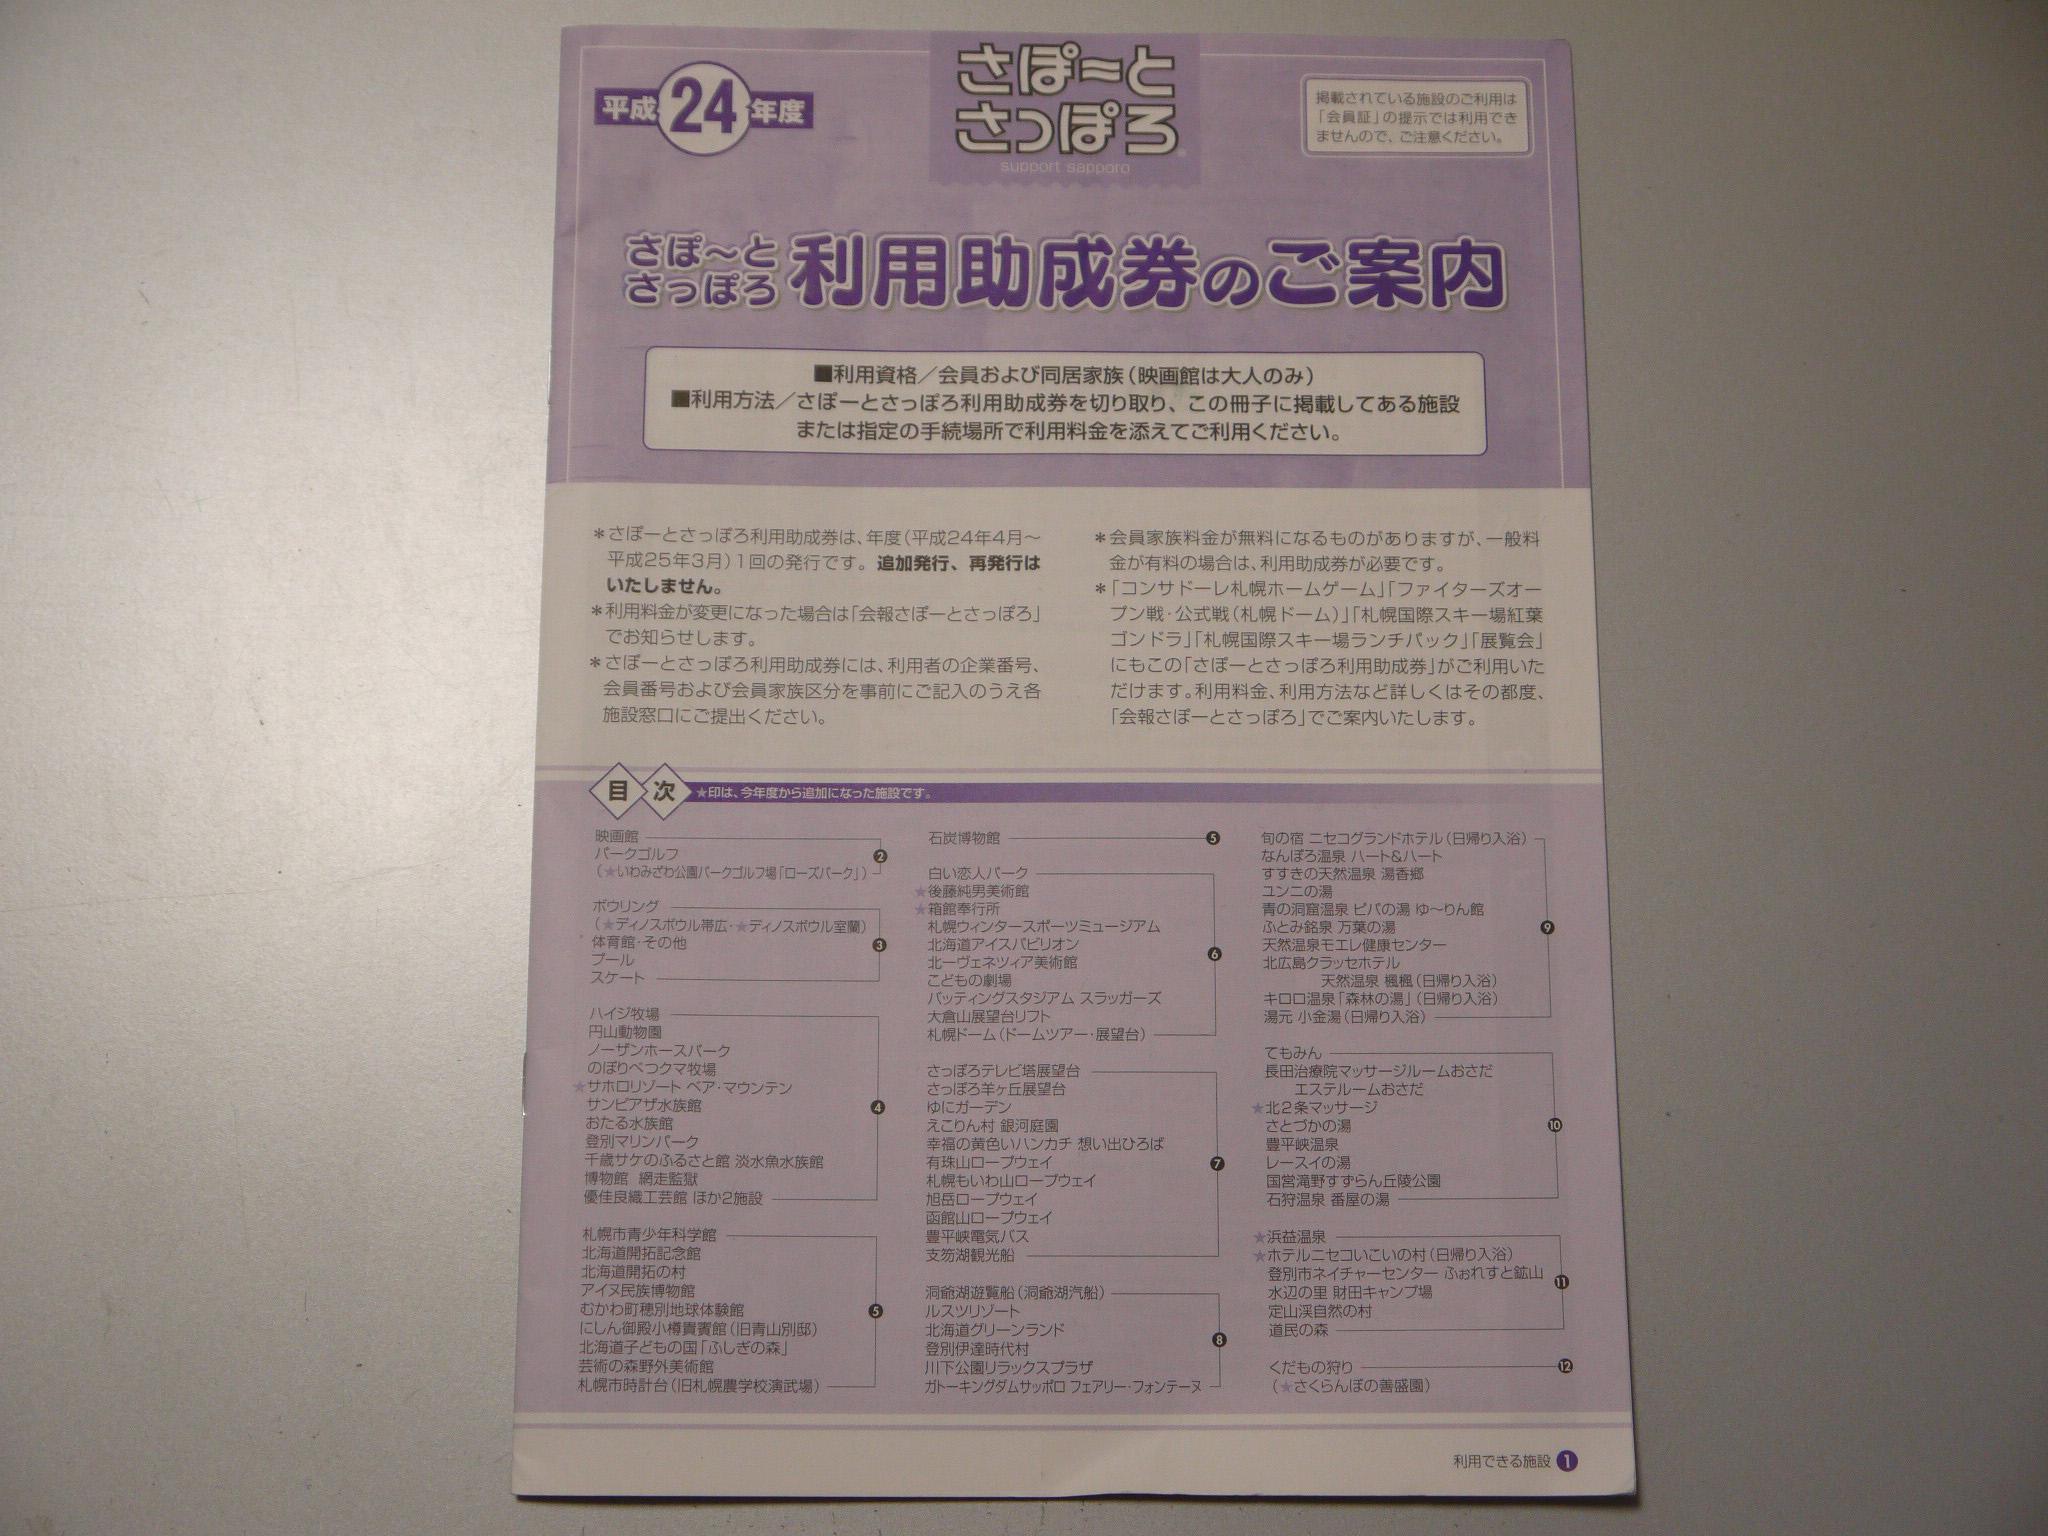 平成24年度
さぽーと
さっぽろ
support sapporo
掲載されている施設のご利用は
「会員証」の提示では利用でき
ませんので、ご注意ください。
さぽ～と
さっぽろ
利用助成券のご案内
■利用資格／会員および同居家族（映画館は大人のみ）
■利用方法／さぽーとさっぽろ利用助成券を切り取り、この冊子に掲載してある施設
または指定の手続場所で利用料金を添えてご利用ください。
＊さぽーとさっぽろ利用助成券は、年度（平成24年4月～
平成25年3月）1回の発行です。追加発行、再発行は
いたしません。
＊利用料金が変更になった場合は「会報さぽーとさっぽろ」
でお知らせします。
＊さぽーとさっぽろ利用助成券には、利用者の企業番号、
会員番号および会員家族区分を事前にご記入のうえ各
施設窓口にご提出ください。
＊会員家族料金が無料になるものがありますが、一般料
金が有料の場合は、利用助成券が必要です。
＊「コンサドーレ札幌ホームゲーム」「ファイターズオー
プン戦・公式戦（札幌ドーム）」「札幌国際スキー場紅葉
ゴンドラ」「札幌国際スキー場ランチパック」「展覧会」
にもこの「さぽーとさっぽろ利用助成券」がご利用いた
だけます。利用料金、利用方法など詳しくはその都度、
「会報さぽーとさっぽろ」でご案内いたします。
目次 ★印は、今年度から追加になった施設です。
映画館
パークゴルフ ❷
（★いわみざわ公園パークゴルフ場「ローズパーク」）
ボウリング
（★ディノスボウル帯広・★ディノスボウル室蘭）
体育館・その他 ❸
プール
スケート
ハイジ牧場
円山動物園
ノーザンホースパーク
のぼりべつクマ牧場
★サホロリゾート ベア・マウンテン
サンピアザ水族館 ❹
おたる水族館
登別マリンパーク
千歳サケのふるさと館 淡水魚水族館
博物館 網走監獄
優佳良織工芸館 ほか2施設
札幌市青少年科学館
北海道開拓記念館
北海道開拓の村
アイヌ民族博物館
むかわ町穂別地球体験館 ❺
にしん御殿小樽貴賓館（旧青山別邸）
北海道子どもの国「ふしぎの森」
芸術の森野外美術館
札幌市時計台（旧札幌農学校演武場）
石炭博物館 ❺
白い恋人パーク
★後藤純男美術館
★箱館奉行所
札幌ウィンタースポーツミュージアム
北海道アイスパビリオン ❻
北一ヴェネツィア美術館
こどもの劇場
バッティングスタジアム スラッガーズ
大倉山展望台リフト
札幌ドーム（ドームツアー・展望台）
さっぽろテレビ塔展望台
さっぽろ羊ヶ丘展望台
ゆにガーデン
えこりん村 銀河庭園
幸福の黄色いハンカチ 想い出ひろば
有珠山ロープウェイ ❼
札幌もいわ山ロープウェイ
旭岳ロープウェイ
函館山ロープウェイ
豊平峡電気バス
支笏湖観光船
洞爺湖遊覧船（洞爺湖汽船）
ルスツリゾート
北海道グリーンランド ❽
登別伊達時代村
川下公園リラックスプラザ
ガトーキングダムサッポロ フェアリー・フォンテーヌ
旬の宿 ニセコグランドホテル（日帰り入浴）
なんぽろ温泉 ハート&ハート
すすきの天然温泉 湯香郷
ユンニの湯
青の洞窟温泉 ピパの湯 ゆ～りん館
ふとみ銘泉 万葉の湯 ❾
天然温泉モエレ健康センター
北広島クラッセホテル
天然温泉 楓楓（日帰り入浴）
キロロ温泉「森林の湯」（日帰り入浴）
湯元 小金湯（日帰り入浴）
てもみん
長田治療院マッサージルームおさだ
エステルームおさだ
★北2条マッサージ
さとづかの湯 ❿
豊平峡温泉
レースイの湯
国営滝野すずらん丘陵公園
石狩温泉 番屋の湯
★浜益温泉
★ホテルニセコいこいの村（日帰り入浴）
登別市ネイチャーセンター ふぉれすと鉱山 ⓫
水辺の里 財田キャンプ場
定山渓自然の村
道民の森
くだもの狩り ⓬
（★さくらんぼの善盛園）
利用できる施設 1